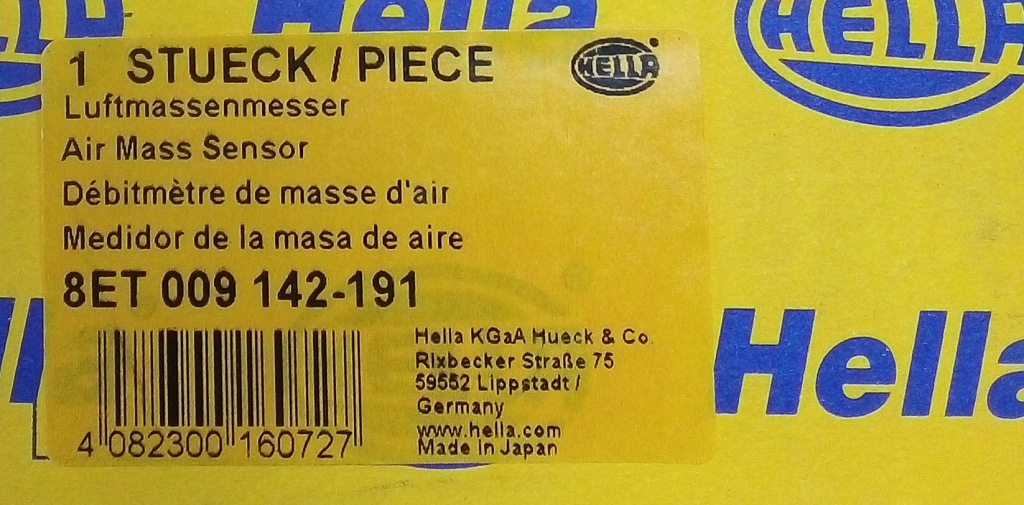 Hella
HELLA
1 STUECK / PIECE
HELLA
Luftmassenmesser
Air Mass Sensor
Débitmètre de masse d'air
Medidor de la masa de aire
8ET 009 142-191
Hella KGaA Hueck & Co.
Rixbecker Straße 75
59552 Lippstadt /
Germany
www.hella.com
Made in Japan
4 082300 160727
Hella